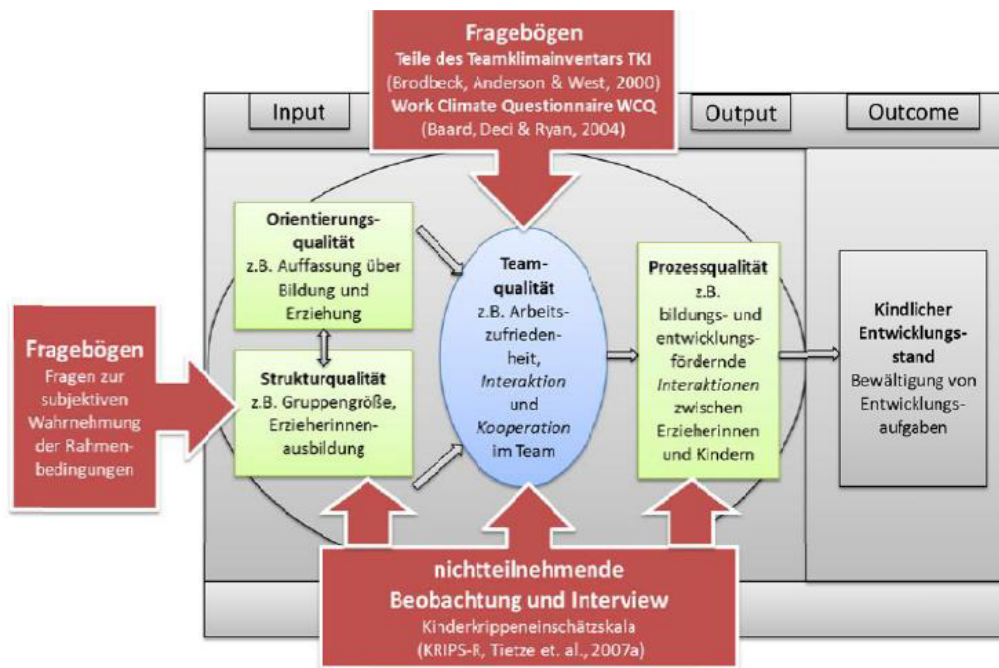 Fragebögen
Teile des Teamklimainventars TKI
(Brodbeck, Anderson & West, 2000)
Work Climate Questionnaire WCQ
(Baard, Deci & Ryan, 2004)
Input
Output
Outcome
Orientierungs-
qualität
z.B. Auffassung über
Bildung und
Erziehung
Strukturqualität
z.B. Gruppengröße,
Erzieherinnen-
ausbildung
Fragebögen
Fragen zur
subjektiven
Wahrnehmung
der Rahmen-
bedingungen
Team-
qualität
z.B. Arbeits-
zufrieden-
heit,
Interaktion
und
Kooperation
im Team
Prozessqualität
z.B.
bildungs- und
entwicklungs-
fördernde
Interaktionen
zwischen
Erzieherinnen
und Kindern
Kindlicher
Entwicklungs-
stand
Bewältigung von
Entwicklungs-
aufgaben
nichtteilnehmende
Beobachtung und Interview
Kinderkrippeneinschätzskala
(KRIPS-R, Tietze et. al., 2007a)